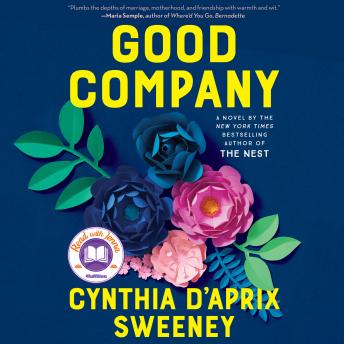 "Plumbs the depths of marriage, motherhood, and friendship with warmth and wit."
—Maria Semple, author of Where'd You Go, Bernadette
GOOD
COMPANY
A NOVEL BY THE
NEW YORK TIMES
BESTSELLING
AUTHOR OF
THE NEST
Read with Jenna
#ReadWithJenna
CYNTHIA D'APRIX
SWEENEY